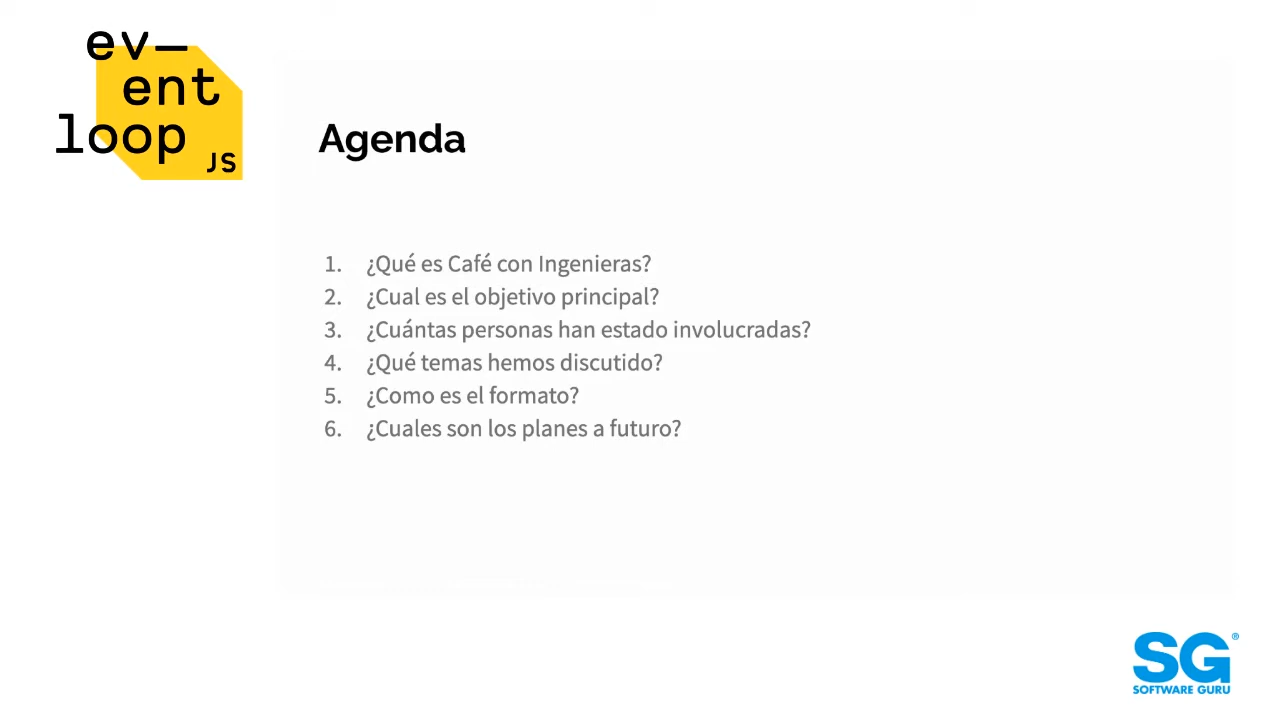 ev—
ent
loop
JS
Agenda
1. ¿Qué es Café con Ingenieras?
2. ¿Cual es el objetivo principal?
3. ¿Cuántas personas han estado involucradas?
4. ¿Qué temas hemos discutido?
5. ¿Como es el formato?
6. ¿Cuales son los planes a futuro?
SG®
SOFTWARE GURU